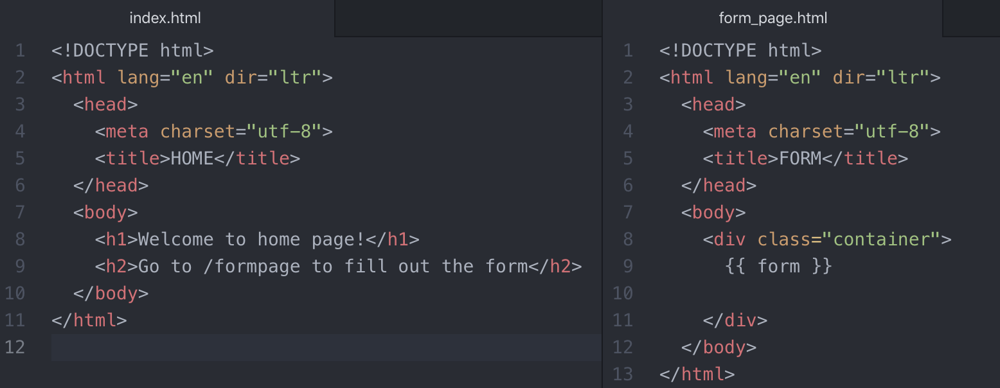 index.html
1 <!DOCTYPE html>
2 <html lang="en" dir="ltr">
3   <head>
4     <meta charset="utf-8">
5     <title>HOME</title>
6   </head>
7   <body>
8     <h1>Welcome to home page!</h1>
9     <h2>Go to /formpage to fill out the form</h2>
10   </body>
11 </html>
12
form_page.html
1 <!DOCTYPE html>
2 <html lang="en" dir="ltr">
3   <head>
4     <meta charset="utf-8">
5     <title>FORM</title>
6   </head>
7   <body>
8     <div class="container">
9       {{ form }}
10
11     </div>
12   </body>
13 </html>